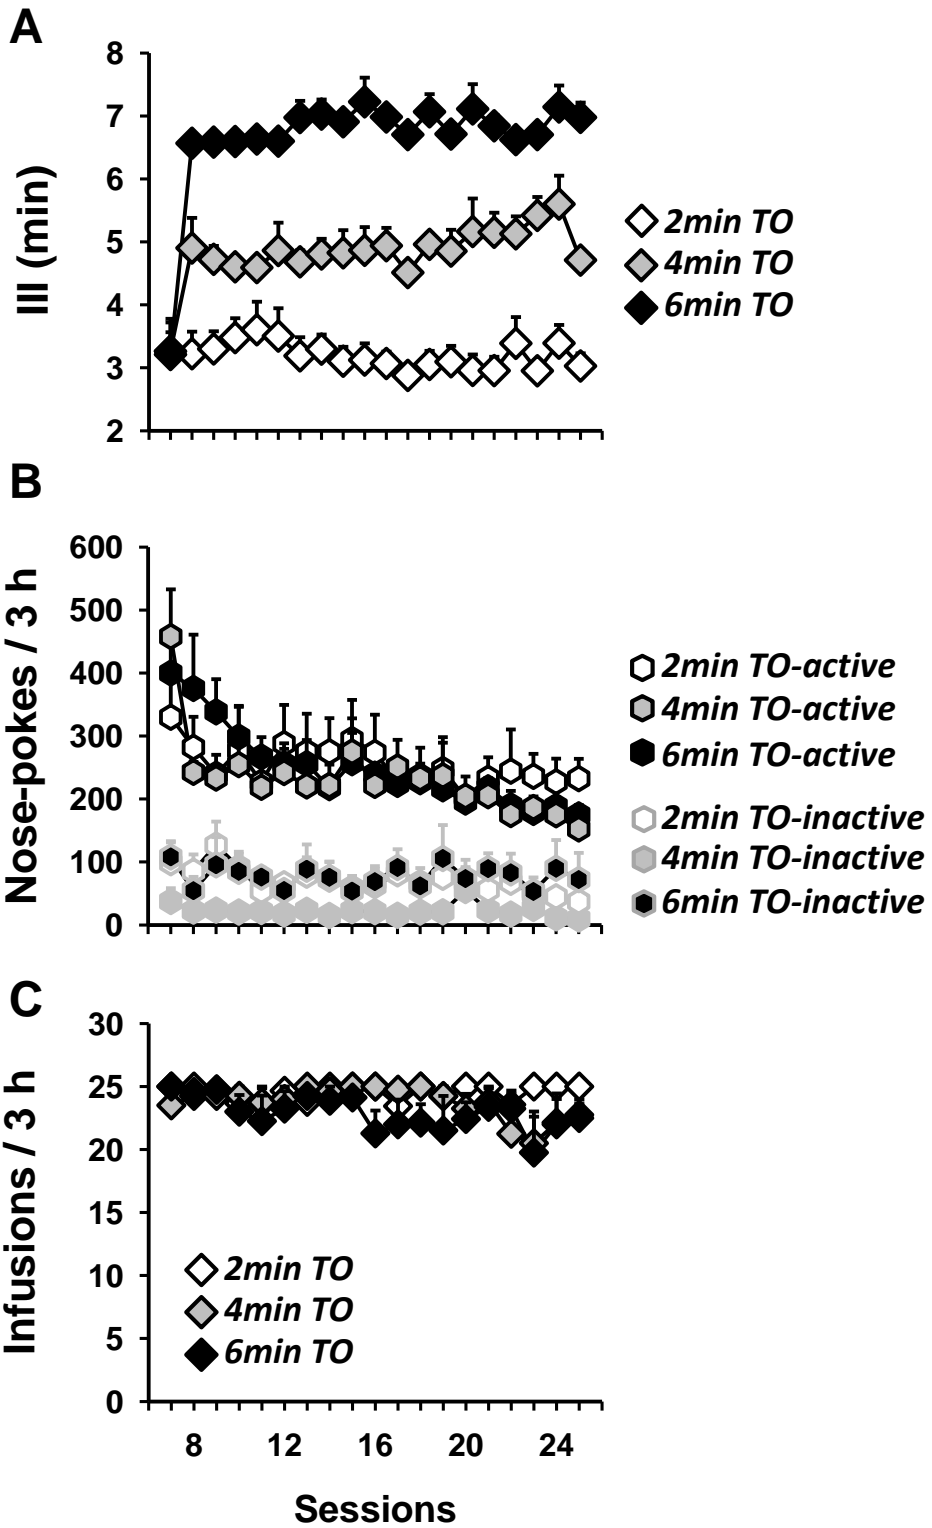 A
8
7
6
5
4
3
2
III (min)
2min TO
4min TO
6min TO
B
600
500
400
300
200
100
0
Nose-pokes / 3 h
2min TO-active
4min TO-active
6min TO-active
2min TO-inactive
4min TO-inactive
6min TO-inactive
C
30
25
20
15
10
5
0
Infusions / 3 h
2min TO
4min TO
6min TO
8 12 16 20 24
Sessions